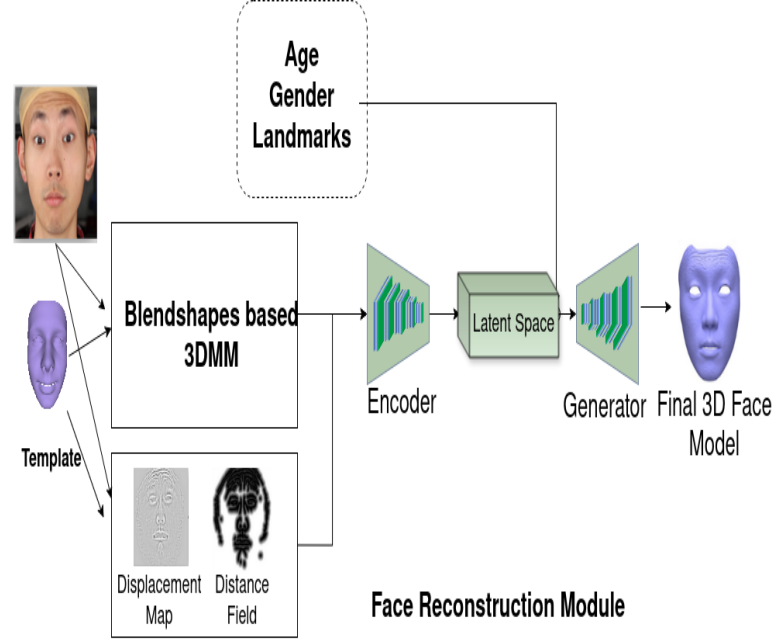 Age
Gender
Landmarks
Blendshapes based
3DMM
Latent Space
Encoder
Generator
Final 3D Face
Model
Template
Displacement
Map
Distance
Field
Face Reconstruction Module